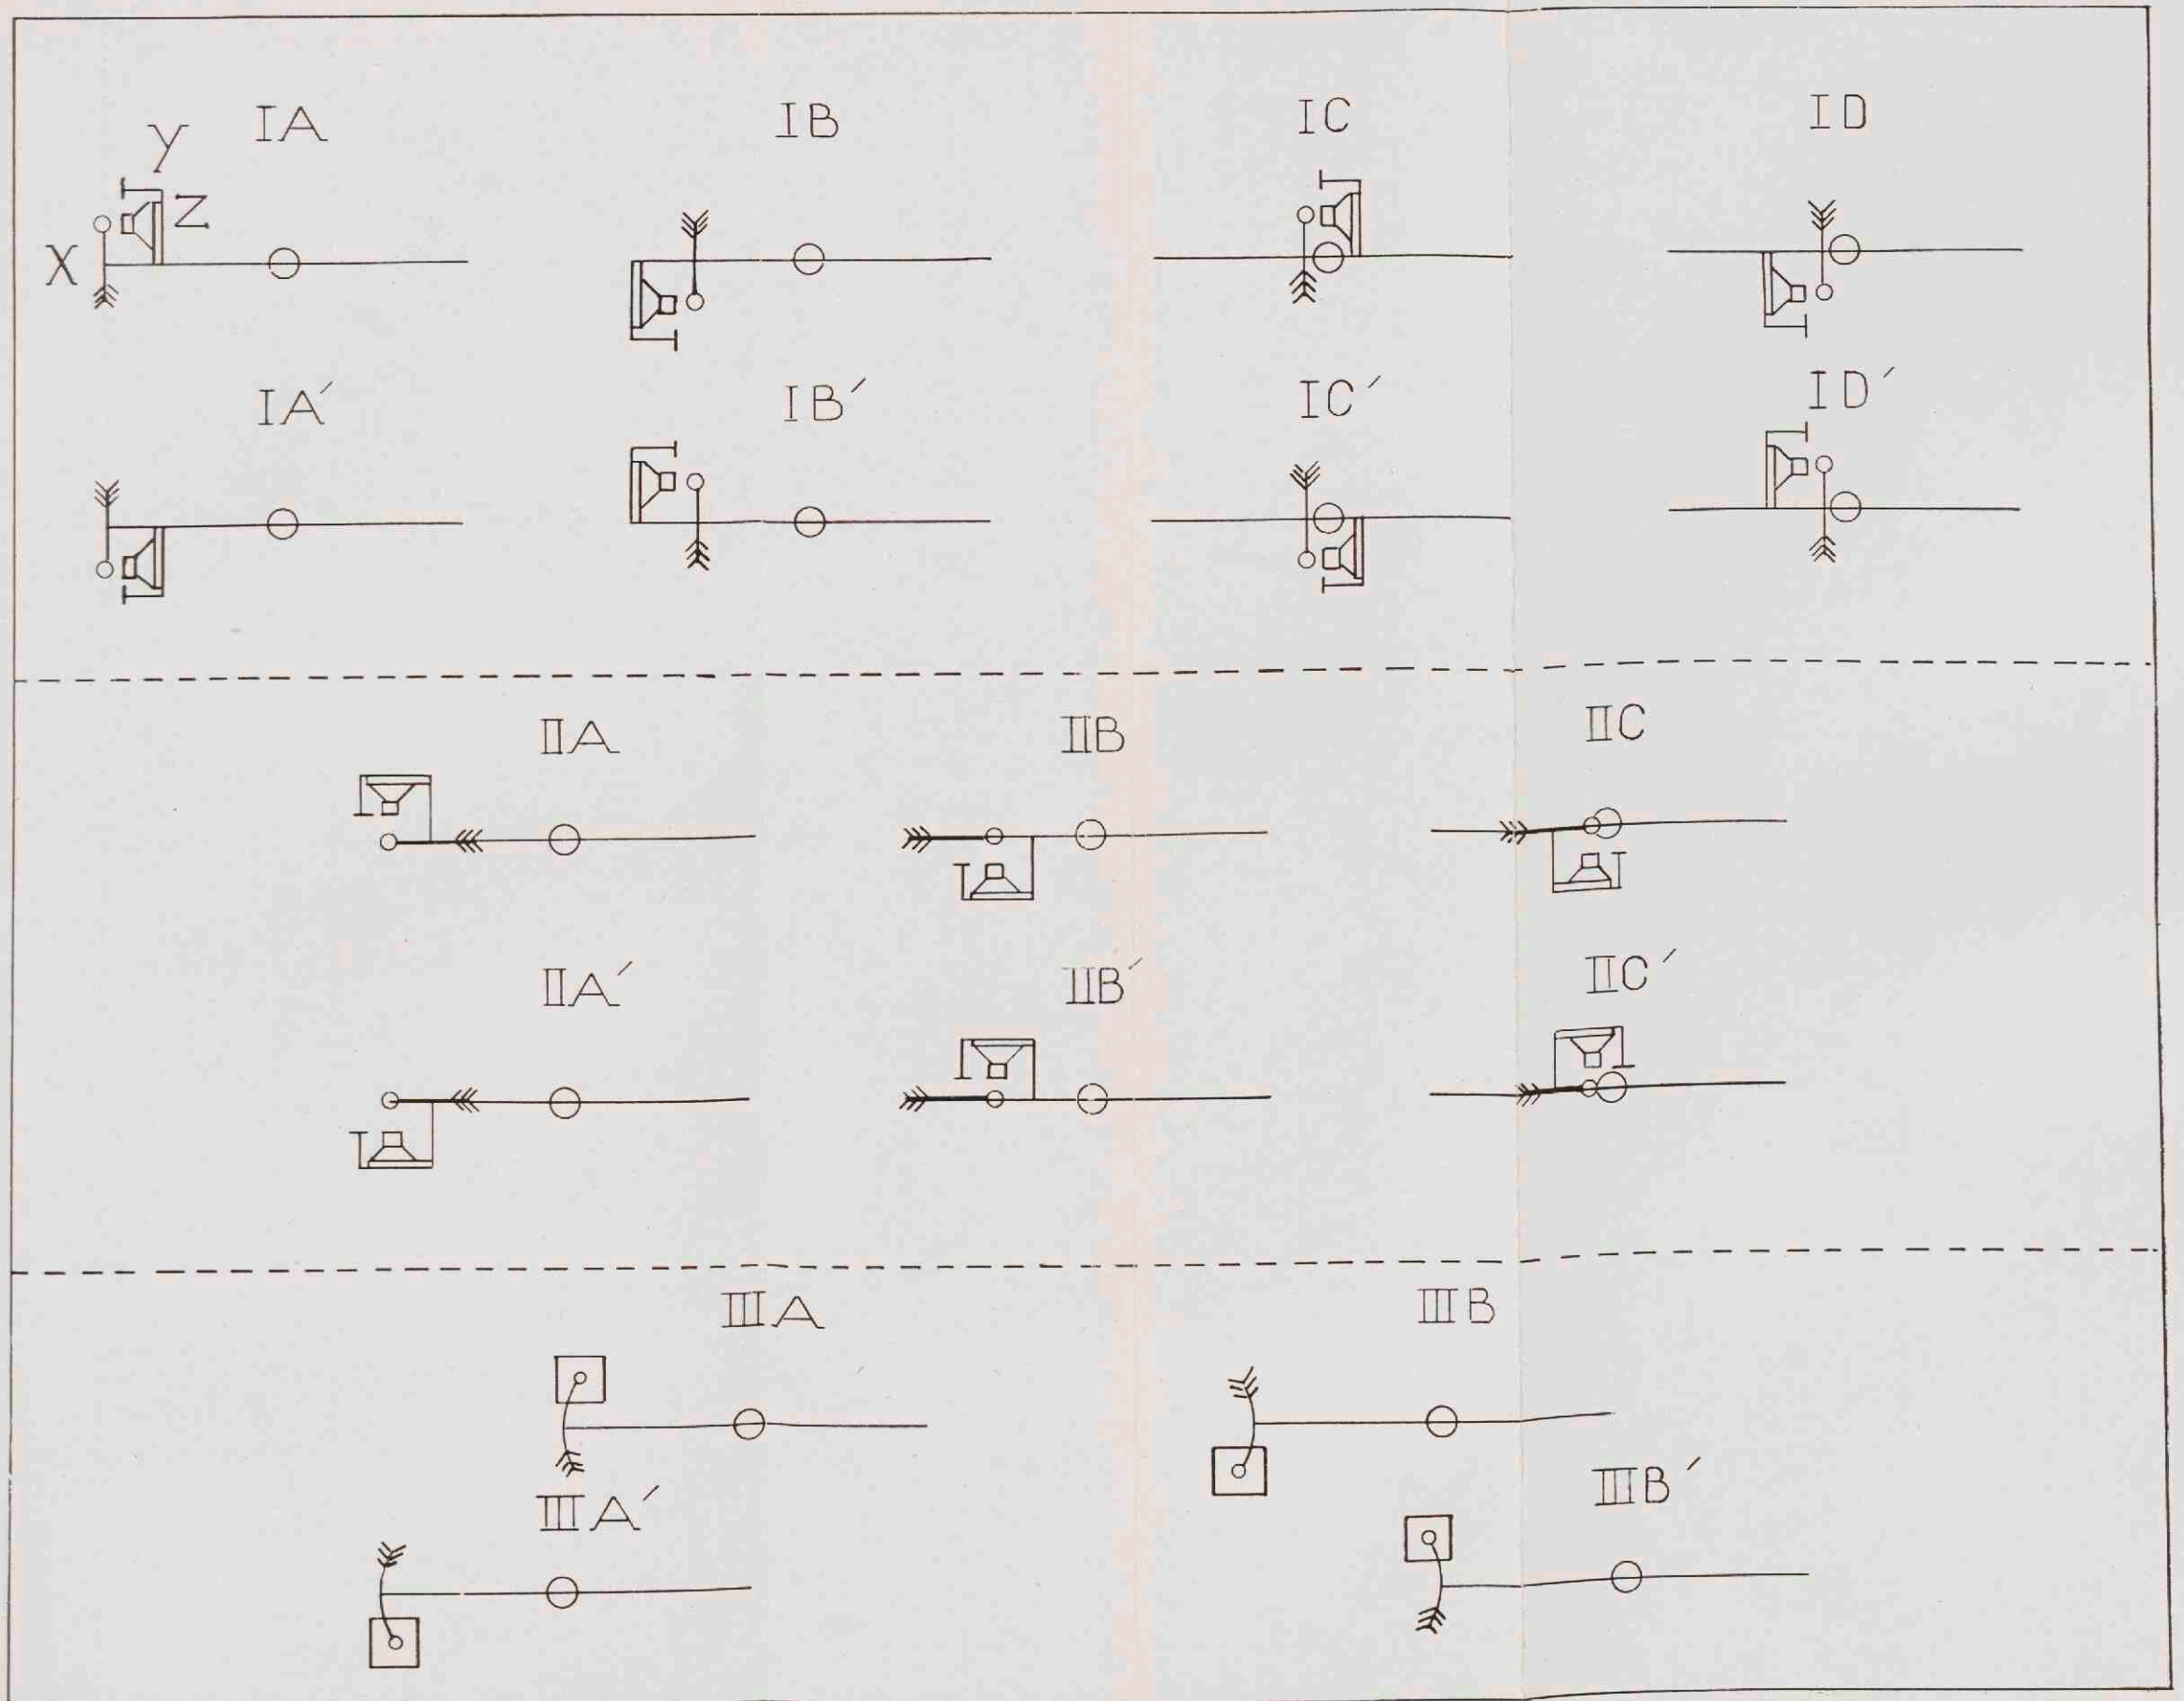 IA IB IC ID
y
Z
X
IA′ IB′ IC′ ID′
IIA IIB IIC
IIA′ IIB′ IIC′
IIIA IIIB
IIIA′ IIIB′